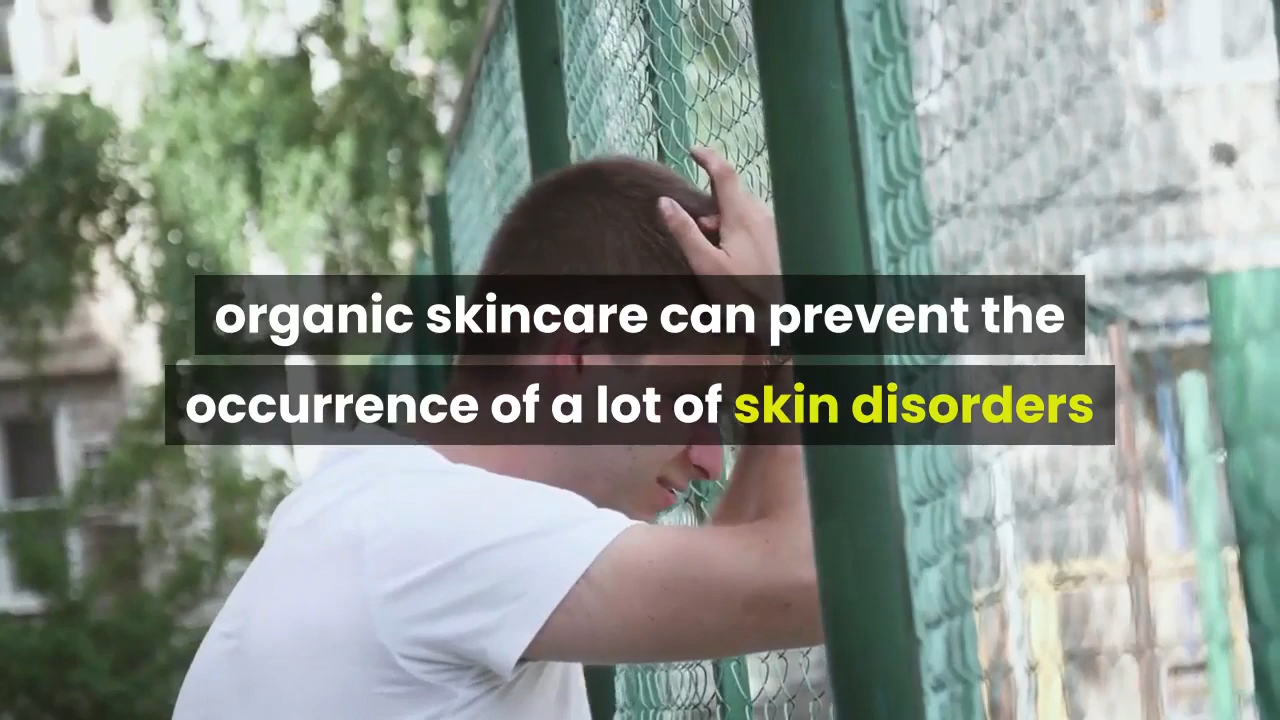 organic skincare can prevent the
occurrence of a lot of skin disorders